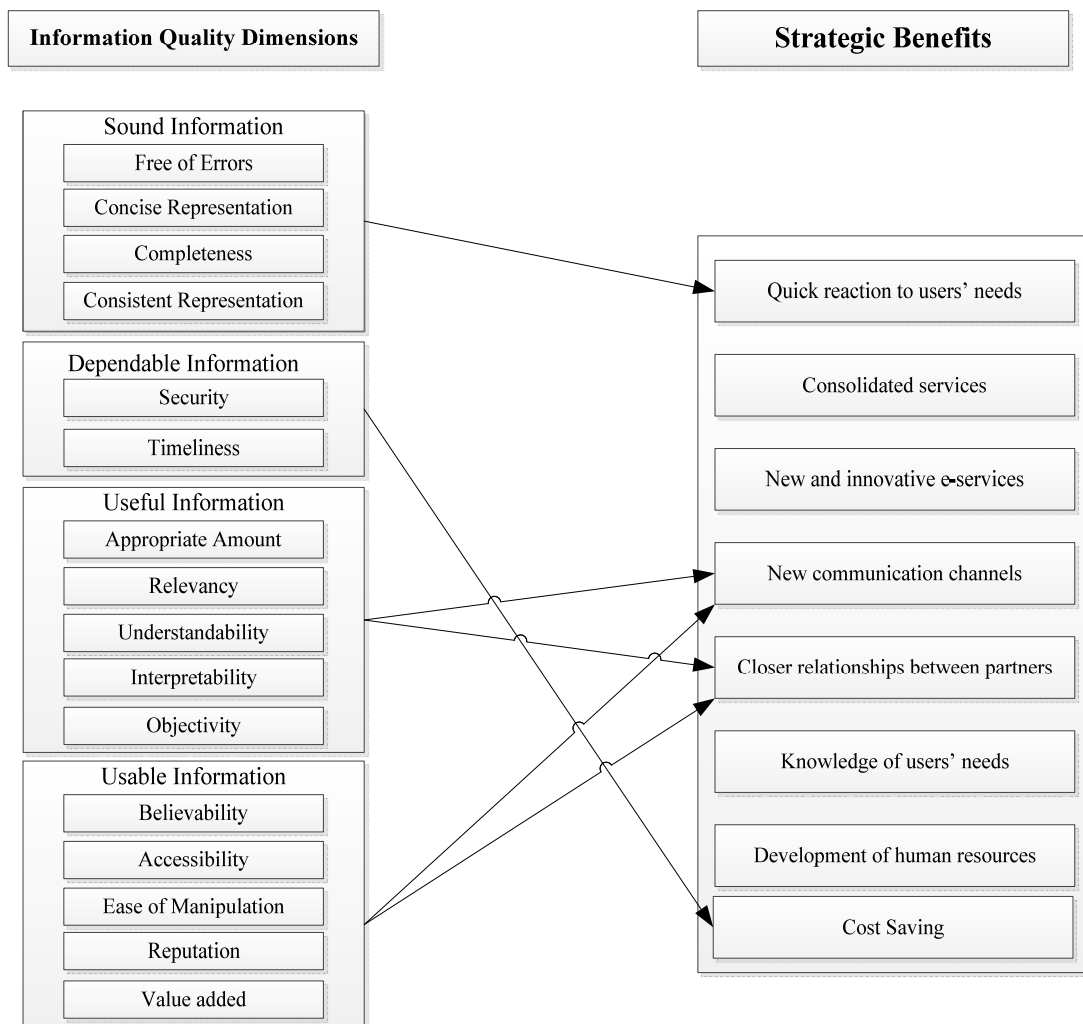 Information Quality Dimensions
Strategic Benefits
Sound Information
Free of Errors
Concise Representation
Completeness
Consistent Representation
Dependable Information
Security
Timeliness
Useful Information
Appropriate Amount
Relevancy
Understandability
Interpretability
Objectivity
Usable Information
Believability
Accessibility
Ease of Manipulation
Reputation
Value added
Quick reaction to users’ needs
Consolidated services
New and innovative e-services
New communication channels
Closer relationships between partners
Knowledge of users’ needs
Development of human resources
Cost Saving